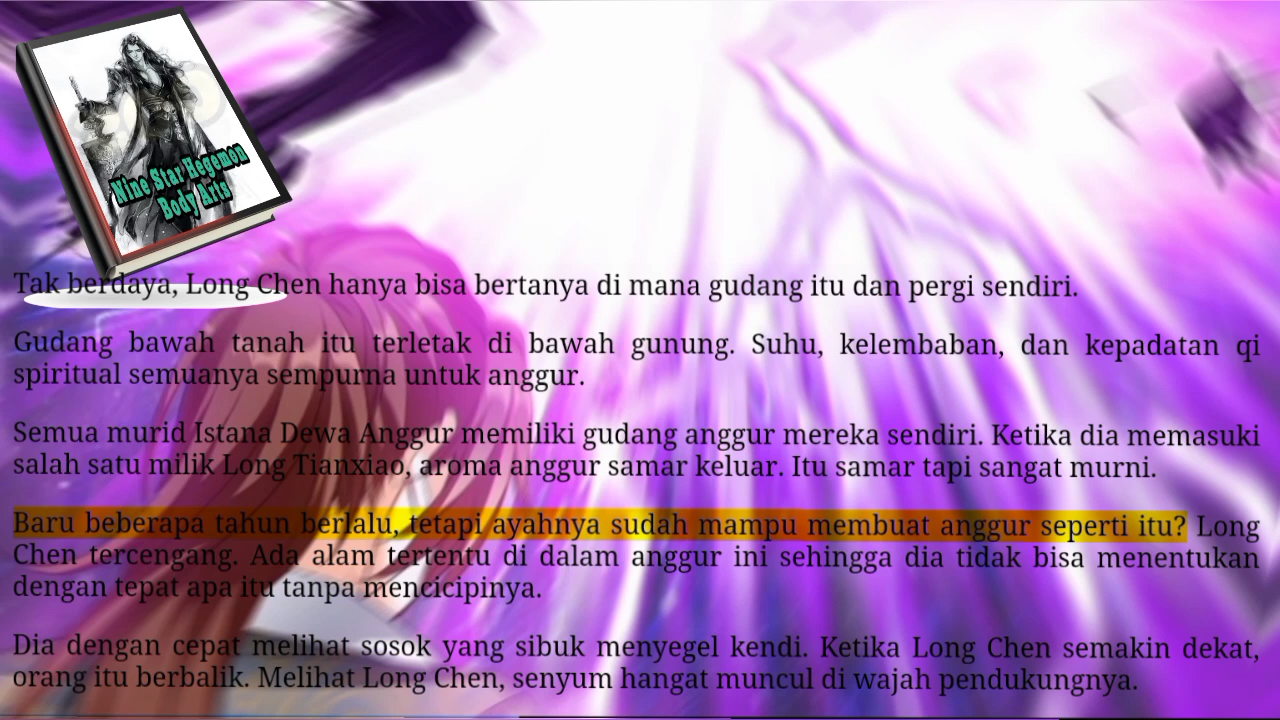 Nine Star Hegemon
Body Arts
Tak berdaya, Long Chen hanya bisa bertanya di mana gudang itu dan pergi sendiri.
Gudang bawah tanah itu terletak di bawah gunung. Suhu, kelembaban, dan kepadatan qi
spiritual semuanya sempurna untuk anggur.
Semua murid Istana Dewa Anggur memiliki gudang anggur mereka sendiri. Ketika dia memasuki
salah satu milik Long Tianxiao, aroma anggur samar keluar. Itu samar tapi sangat murni.
Baru beberapa tahun berlalu, tetapi ayahnya sudah mampu membuat anggur seperti itu? Long
Chen tercengang. Ada alam tertentu di dalam anggur ini sehingga dia tidak bisa menentukan
dengan tepat apa itu tanpa mencicipinya.
Dia dengan cepat melihat sosok yang sibuk menyegel kendi. Ketika Long Chen semakin dekat,
orang itu berbalik. Melihat Long Chen, senyum hangat muncul di wajah pendukungnya.